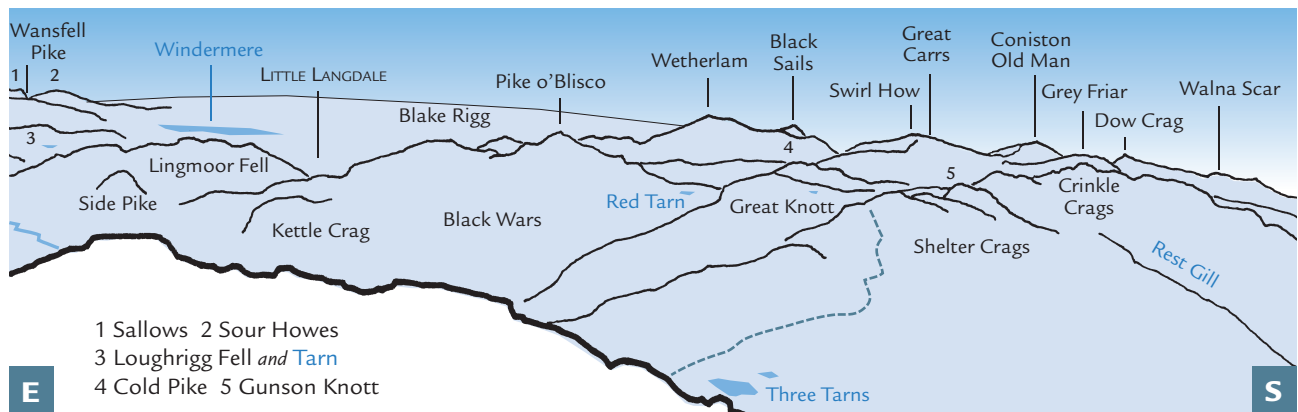 Wansfell
Pike
1
2
Windermere
LITTLE LANGDALE
Pike o’Blisco
Wetherlam
Black
Sails
Swirl How
Great
Carrs
Coniston
Old Man
Grey Friar
Dow Crag
Walna Scar
3
Lingmoor Fell
Blake Rigg
4
5
Side Pike
Kettle Crag
Black Wars
Red Tarn
Great Knott
Crinkle
Crags
Shelter Crags
Rest Gill
1 Sallows 2 Sour Howes
3 Loughrigg Fell and Tarn
4 Cold Pike 5 Gunson Knott
Three Tarns
E
S